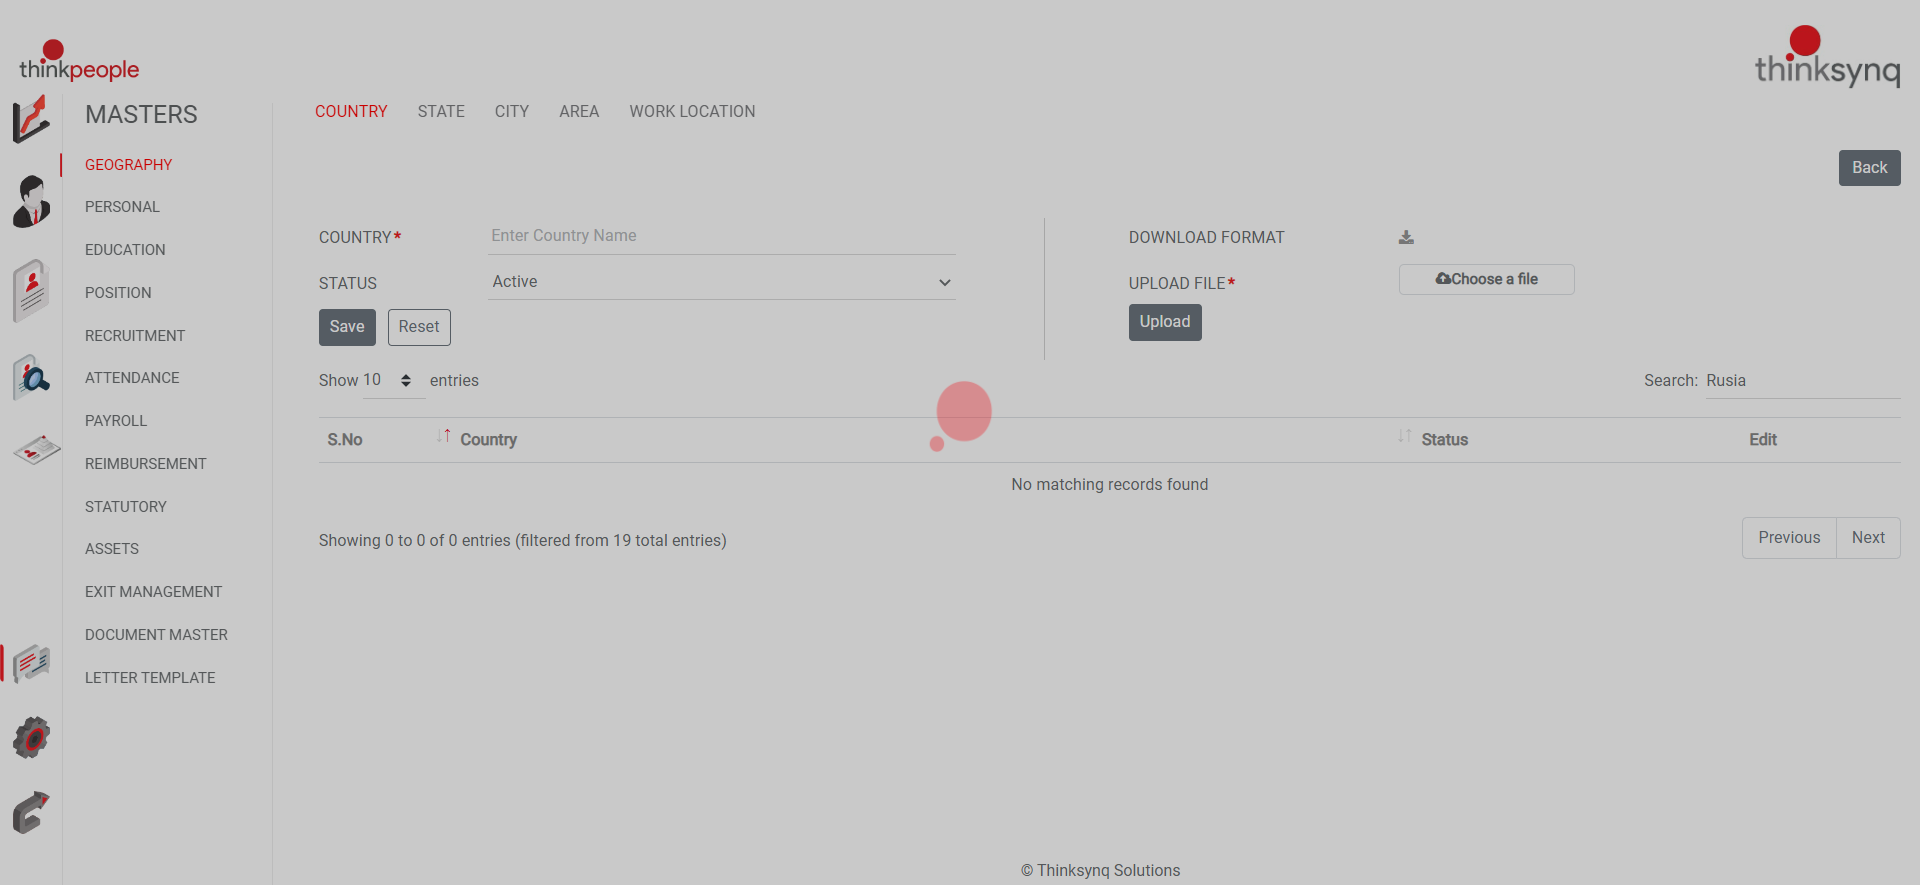 thinkpeople
thinksynq
MASTERS
COUNTRY STATE CITY AREA WORK LOCATION
GEOGRAPHY
Back
PERSONAL
EDUCATION
POSITION
RECRUITMENT
ATTENDANCE
PAYROLL
REIMBURSEMENT
STATUTORY
ASSETS
EXIT MANAGEMENT
DOCUMENT MASTER
LETTER TEMPLATE
COUNTRY* Enter Country Name
STATUS Active
Save Reset
DOWNLOAD FORMAT
UPLOAD FILE* Choose a file
Upload
Show 10 entries
Search: Rusia
S.No Country Status Edit
No matching records found
Showing 0 to 0 of 0 entries (filtered from 19 total entries)
Previous Next
© Thinksynq Solutions